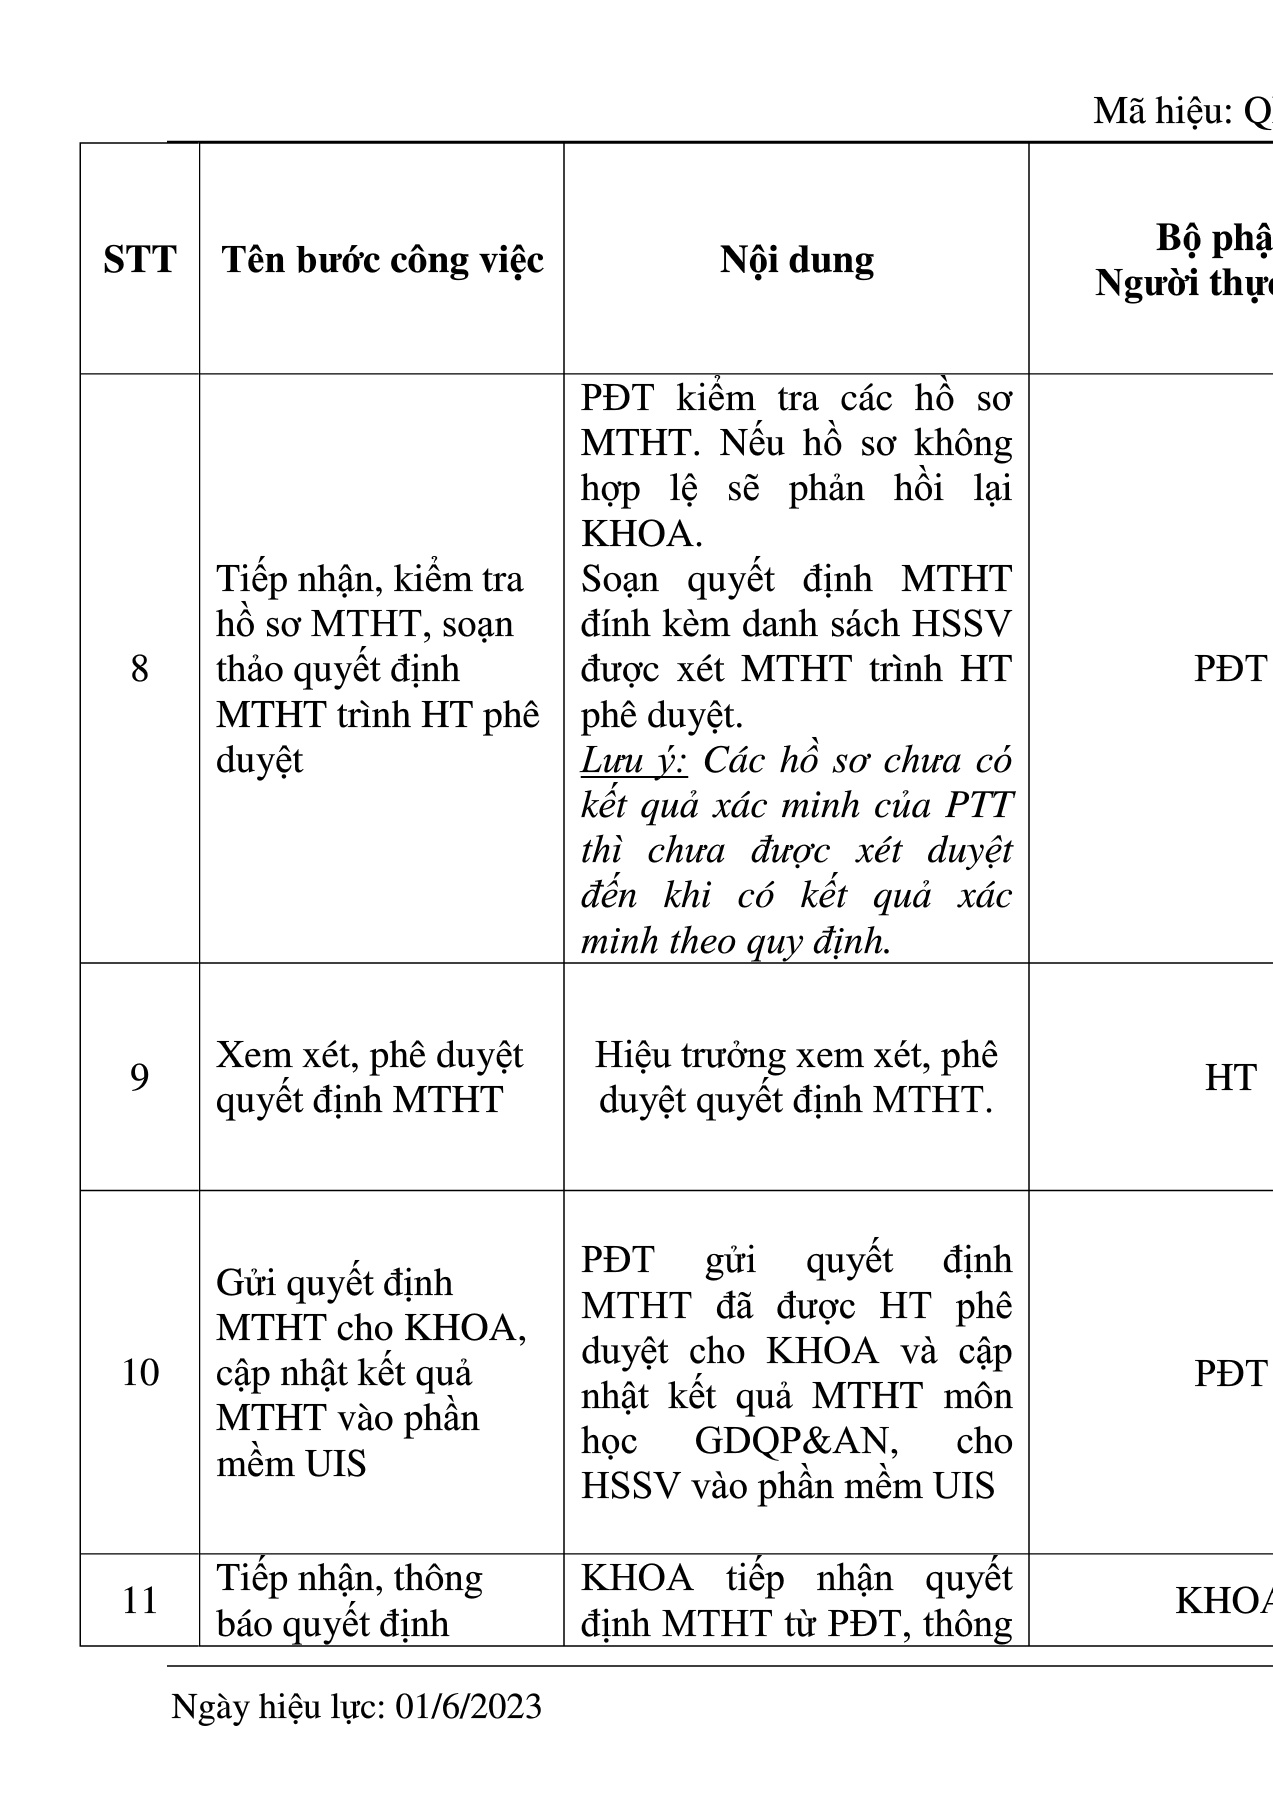 Mã hiệu:
STT
Tên bước công việc
Nội dung
Bộ
Người
8
Tiếp nhận, kiểm tra
hồ sơ MTHT, soạn
thảo quyết định
MTHT trình HT phê
duyệt
PĐT kiểm tra các hồ sơ
MTHT. Nếu hồ sơ không
hợp lệ sẽ phản hồi lại
KHOA.
Soạn quyết định MTHT
đính kèm danh sách HSSV
được xét MTHT trình HT
phê duyệt.
Lưu ý: Các hồ sơ chưa có
kết quả xác minh của PTT
thì chưa được xét duyệt
đến khi có kết quả xác
minh theo quy định.
PĐT
9
Xem xét, phê duyệt
quyết định MTHT
Hiệu trưởng xem xét, phê
duyệt quyết định MTHT.
HT
10
Gửi quyết định
MTHT cho KHOA,
cập nhật kết quả
MTHT vào phần
mềm UIS
PĐT gửi quyết định
MTHT đã được HT phê
duyệt cho KHOA và cập
nhật kết quả MTHT môn
học GDQP&AN, cho
HSSV vào phần mềm UIS
PĐT
11
Tiếp nhận, thông
báo quyết định
KHOA tiếp nhận quyết
định MTHT từ PĐT, thông
Ngày hiệu lực: 01/6/2023